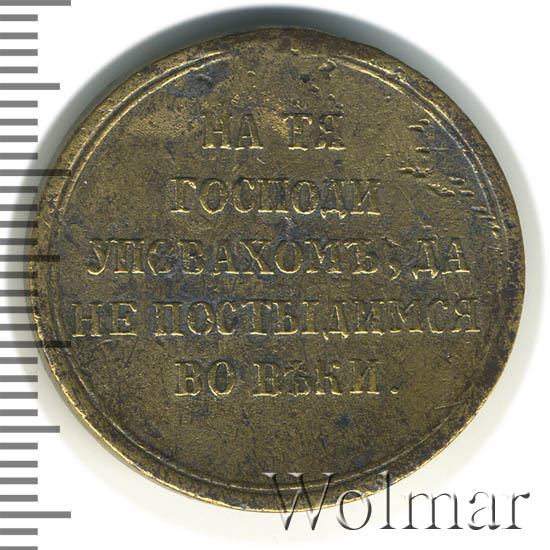 НА ТЯ
ГОСПОДИ
УПОВАХОМЪ, ДА
НЕ ПОСТЫДИМСЯ
ВО ВѢКИ.
Wolmar